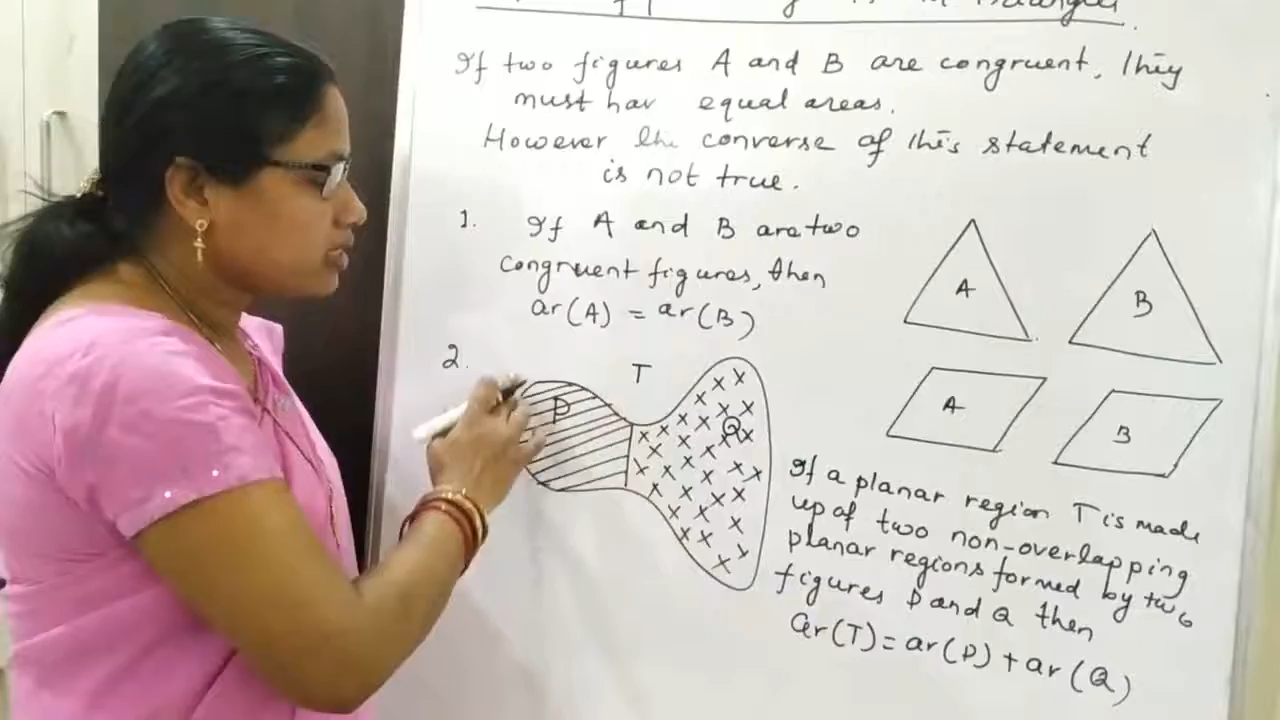 If two figures A and B are congruent, they
must hav equal areas.
However the converse of this statement
is not true.
1. If A and B are two
congruent figures, then
ar(A) = ar(B)
A
B
2.
T
P
Q
A
B
If a planar region T is made
up of two non-overlapping
planar regions formed by two
figures P and Q then
ar(T) = ar(P) + ar(Q)